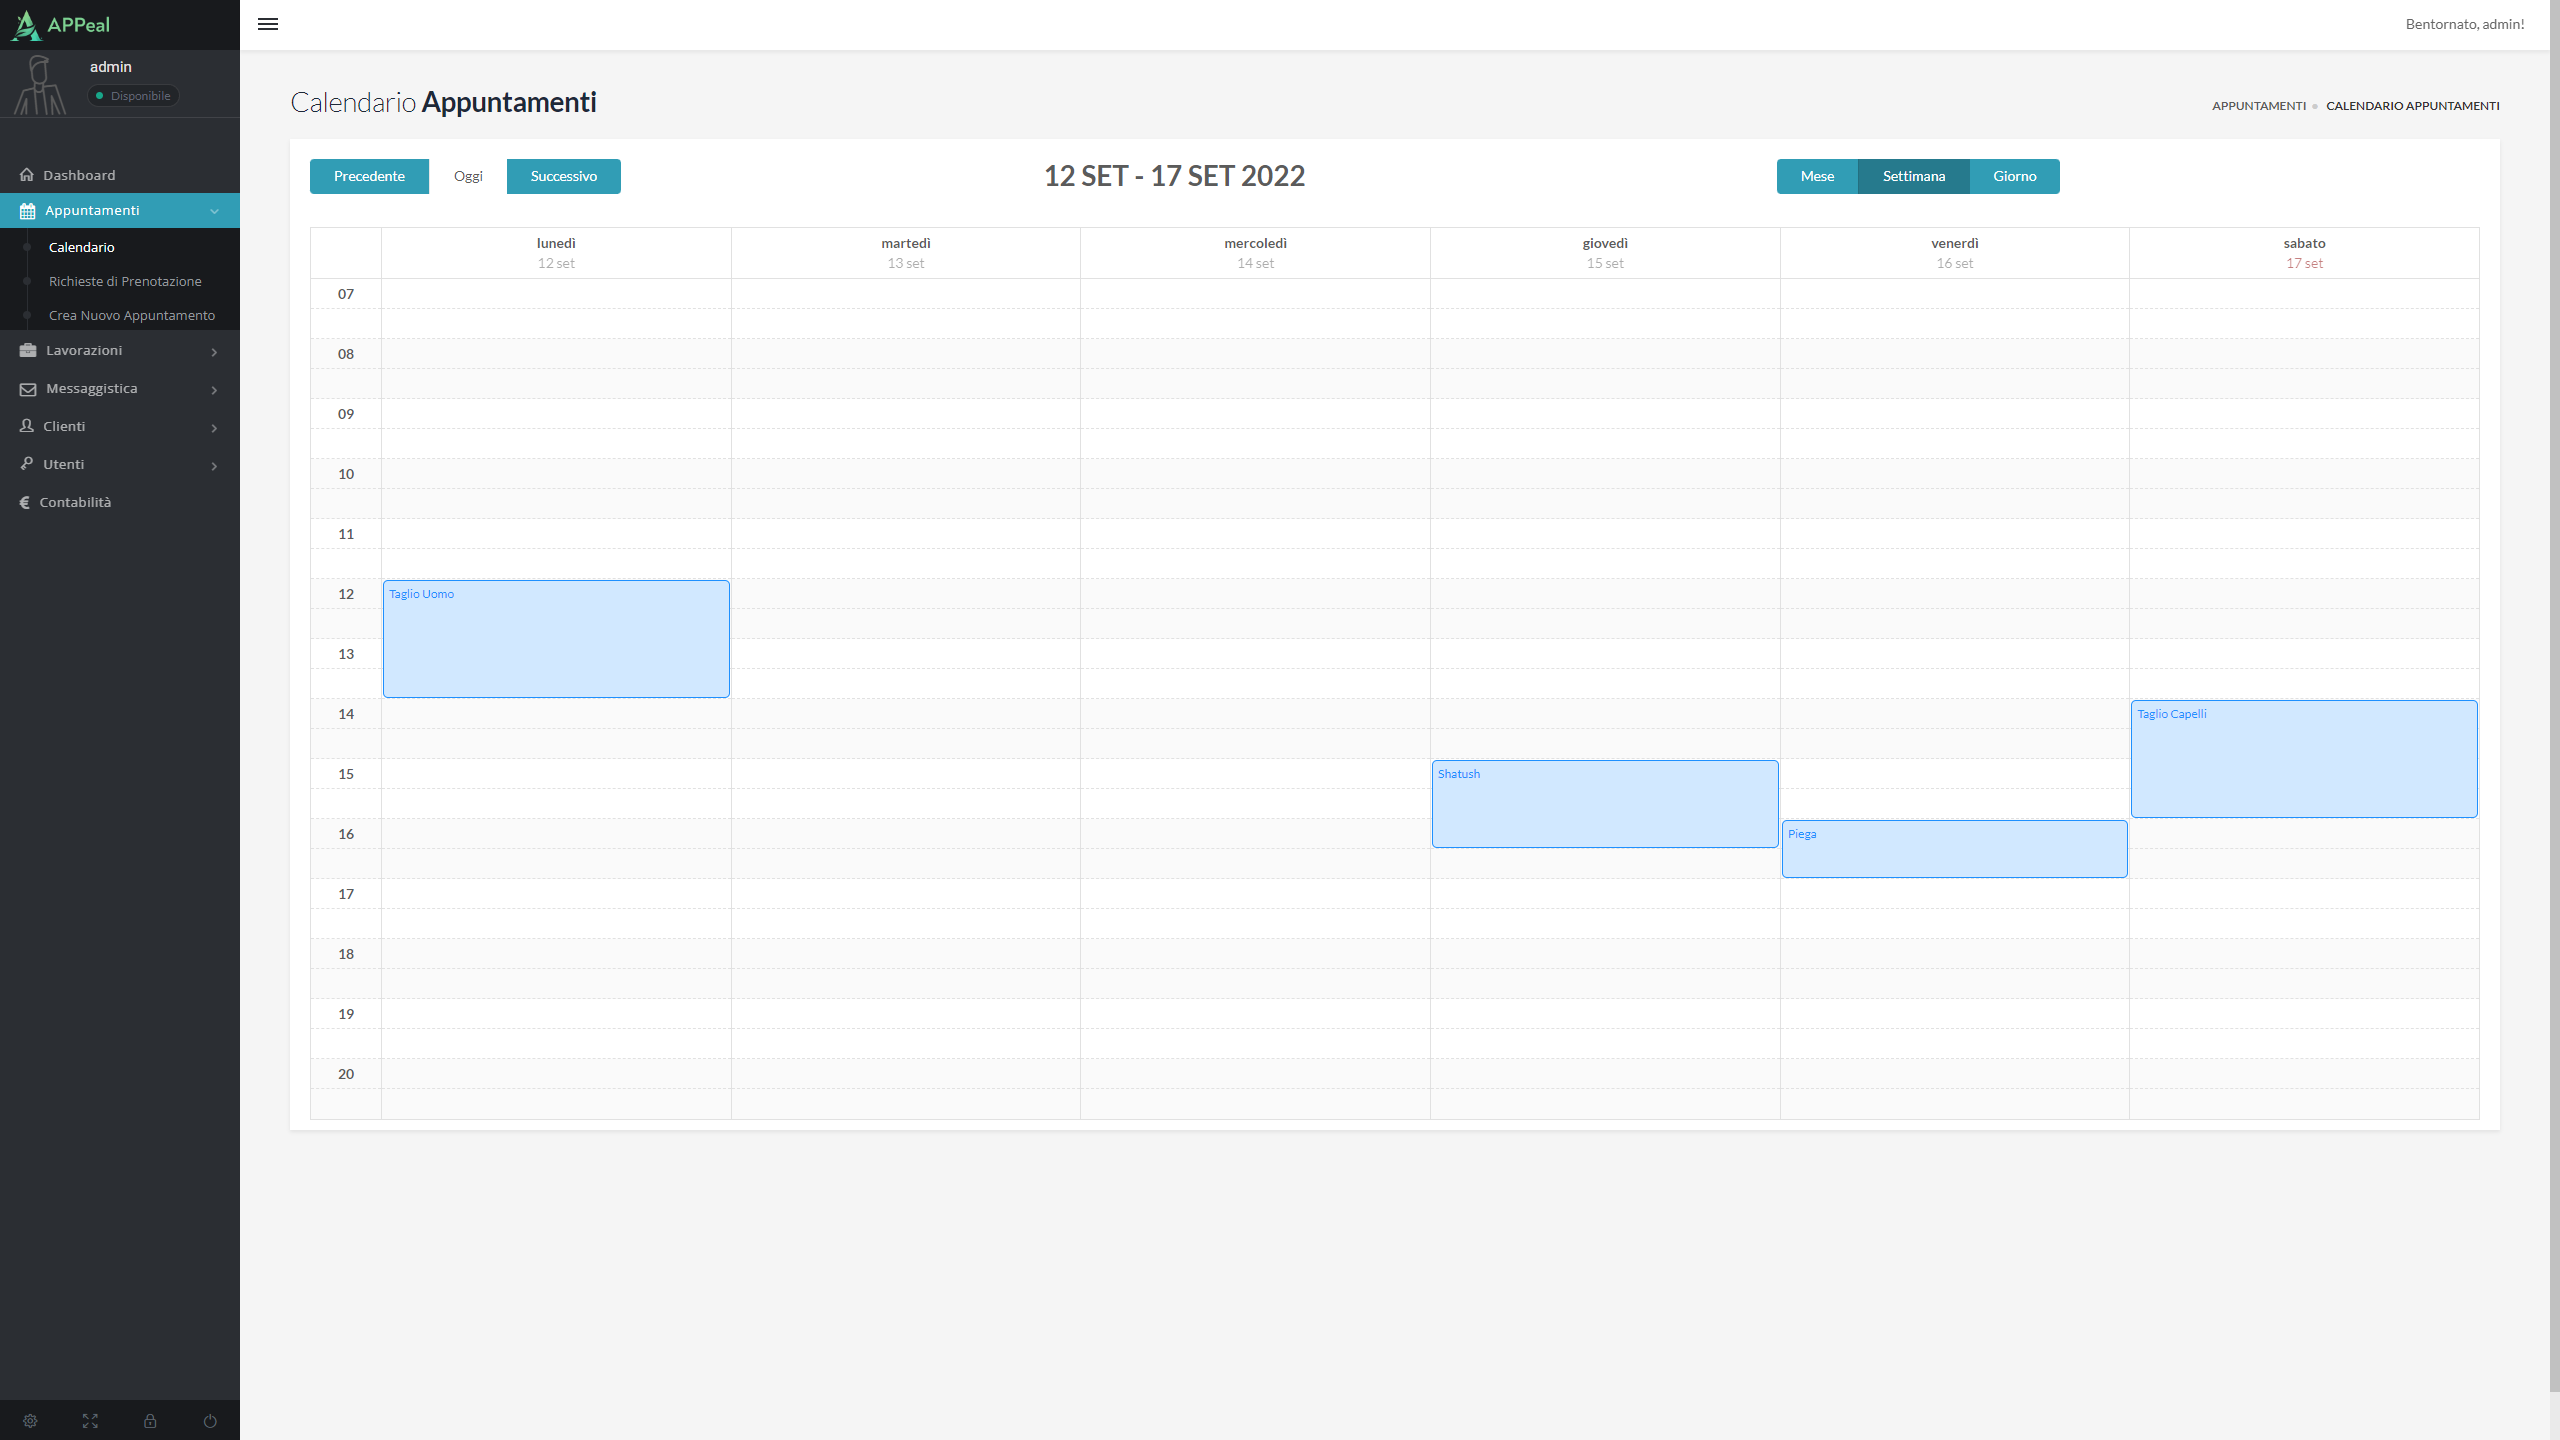 APPeal
Bentornato, admin!
admin
Disponibile
Dashboard
Appuntamenti
Calendario
Richieste di Prenotazione
Crea Nuovo Appuntamento
Lavorazioni
Messaggistica
Clienti
Utenti
Contabilità
Calendario Appuntamenti
APPUNTAMENTI CALENDARIO APPUNTAMENTI
Precedente Oggi Successivo
12 SET - 17 SET 2022
Mese Settimana Giorno
lunedì martedì mercoledì giovedì venerdì sabato
12 set 13 set 14 set 15 set 16 set 17 set
07
08
09
10
11
12 Taglio Uomo
13
14 Taglio Capelli
15 Shatush
16 Piega
17
18
19
20